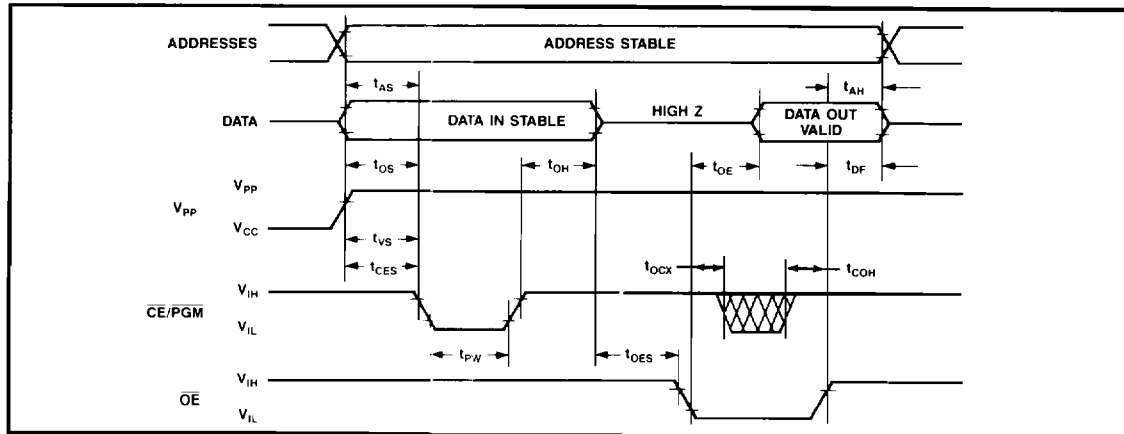 ADDRESSES
ADDRESS STABLE
tAS
tAH
DATA
DATA IN STABLE
HIGH Z
DATA OUT
VALID
tOS
tOH
tOE
tDF
VPP
VPP
VCC
tVS
tCES
tOCX
tCOH
CE/PGM
VIH
VIL
tPW
tOES
OE
VIH
VIL